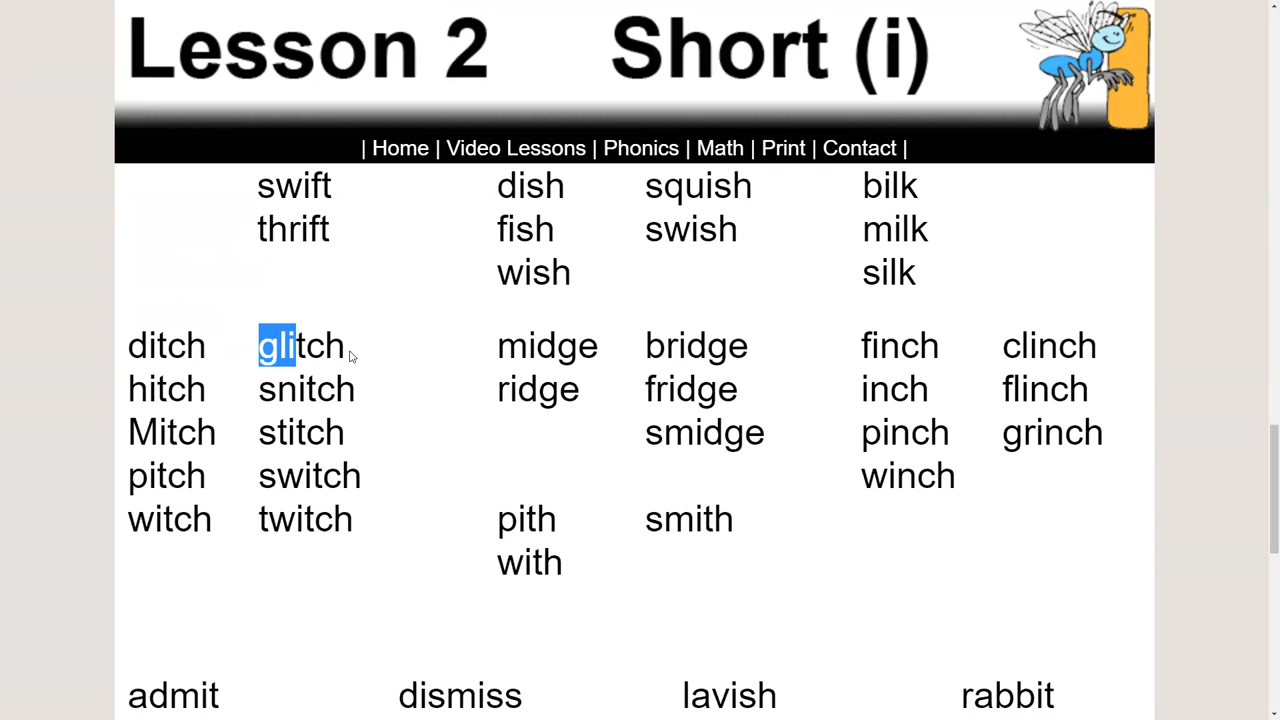 Lesson 2 Short (i)
| Home | Video Lessons | Phonics | Math | Print | Contact |
swift dish squish bilk
thrift fish swish milk
wish silk
ditch glitch midge bridge finch clinch
hitch snitch ridge fridge inch flinch
Mitch stitch smidge pinch grinch
pitch switch winch
witch twitch pith smith
with
admit dismiss lavish rabbit